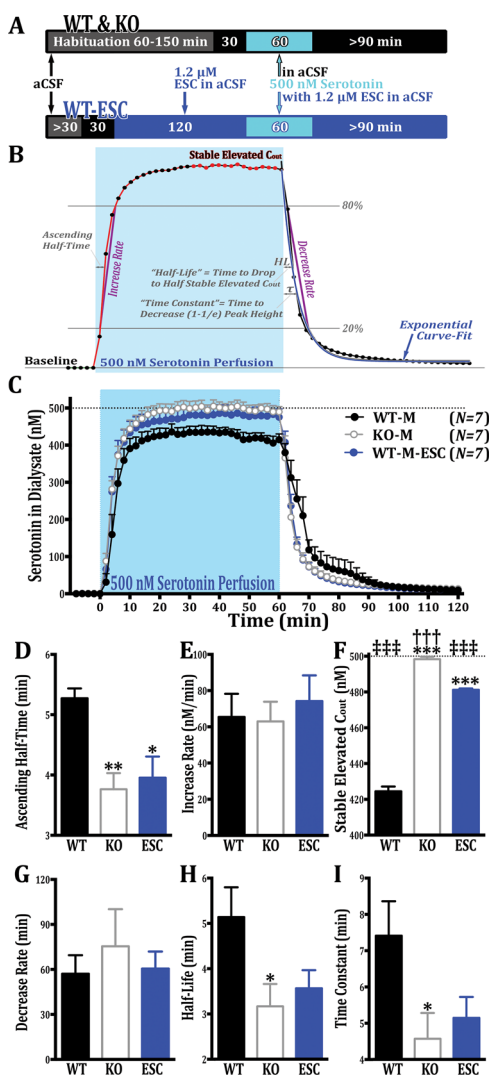 A
WT & KO
Habituation 60-150 min 30 60 >90 min
aCSF
1.2 µM
ESC in aCSF
in aCSF
500 nM Serotonin
with 1.2 µM ESC in aCSF
WT-ESC
>30 30 120 60 >90 min
B
Stable Elevated Cout
80%
Ascending
Half-Time
Increase Rate
Decrease Rate
"Half-Life" = Time to Drop
to Half Stable Elevated Cout
HL
"Time Constant"= Time to
Decrease (1-1/e) Peak Height
τ
20%
Exponential
Curve-Fit
Baseline
500 nM Serotonin Perfusion
C
Serotonin in Dialysate (nM)
500
400
300
200
100
0
WT-M (N=7)
KO-M (N=7)
WT-M-ESC (N=7)
500 nM Serotonin Perfusion
0 10 20 30 40 50 60 70 80 90 100 110 120
Time (min)
D
Ascending Half-Time (min)
6
5
4
3
** *
WT KO ESC
E
Increase Rate (nM/min)
100
80
60
40
20
0
WT KO ESC
F
Stable Elevated Cout (nM)
‡‡‡ ††† ‡‡‡
*** ***
500
480
460
440
420
400
WT KO ESC
G
Decrease Rate (min)
120
90
60
30
0
WT KO ESC
H
Half-Life (min)
6
5
4
3
2
*
WT KO ESC
I
Time Constant (min)
9
8
7
6
5
4
*
WT KO ESC